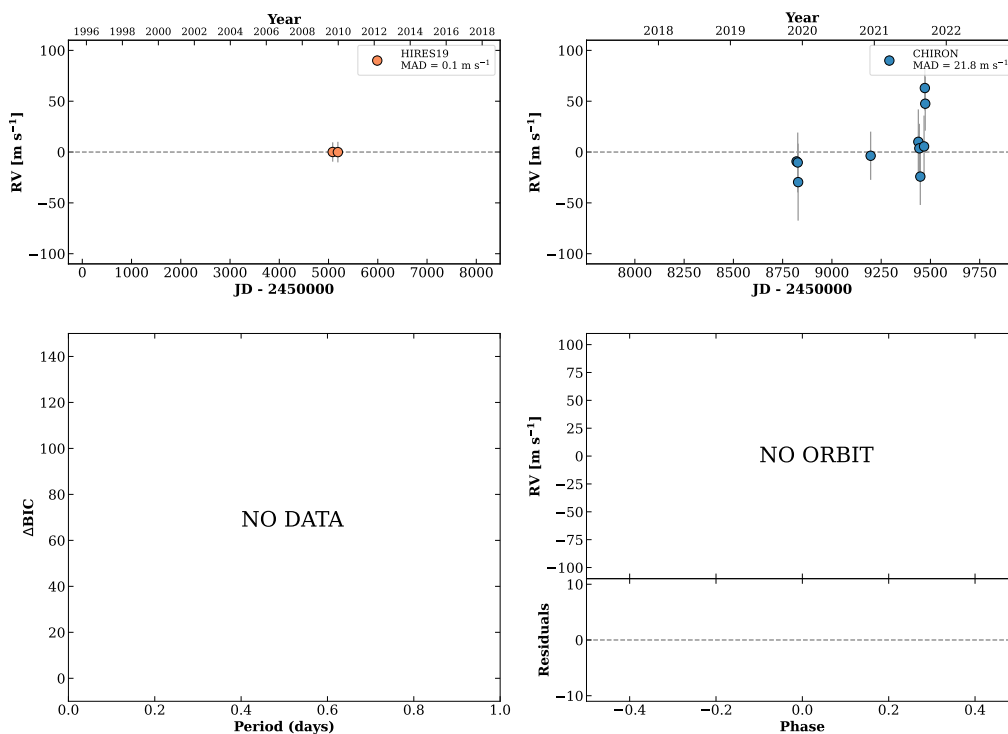 Year
1996 1998 2000 2002 2004 2006 2008 2010 2012 2014 2016 2018
HIRES19
MAD = 0.1 m s⁻¹
100
50
0
−50
−100
RV [m s⁻¹]
0 1000 2000 3000 4000 5000 6000 7000 8000
JD - 2450000
Year
2018 2019 2020 2021 2022
CHIRON
MAD = 21.8 m s⁻¹
100
50
0
−50
−100
RV [m s⁻¹]
8000 8250 8500 8750 9000 9250 9500 9750
JD - 2450000
140
120
100
80
60
40
20
0
ΔBIC
NO DATA
0.0 0.2 0.4 0.6 0.8 1.0
Period (days)
100
75
50
25
0
−25
−50
−75
−100
RV [m s⁻¹]
NO ORBIT
10
0
−10
Residuals
−0.4 −0.2 0.0 0.2 0.4
Phase